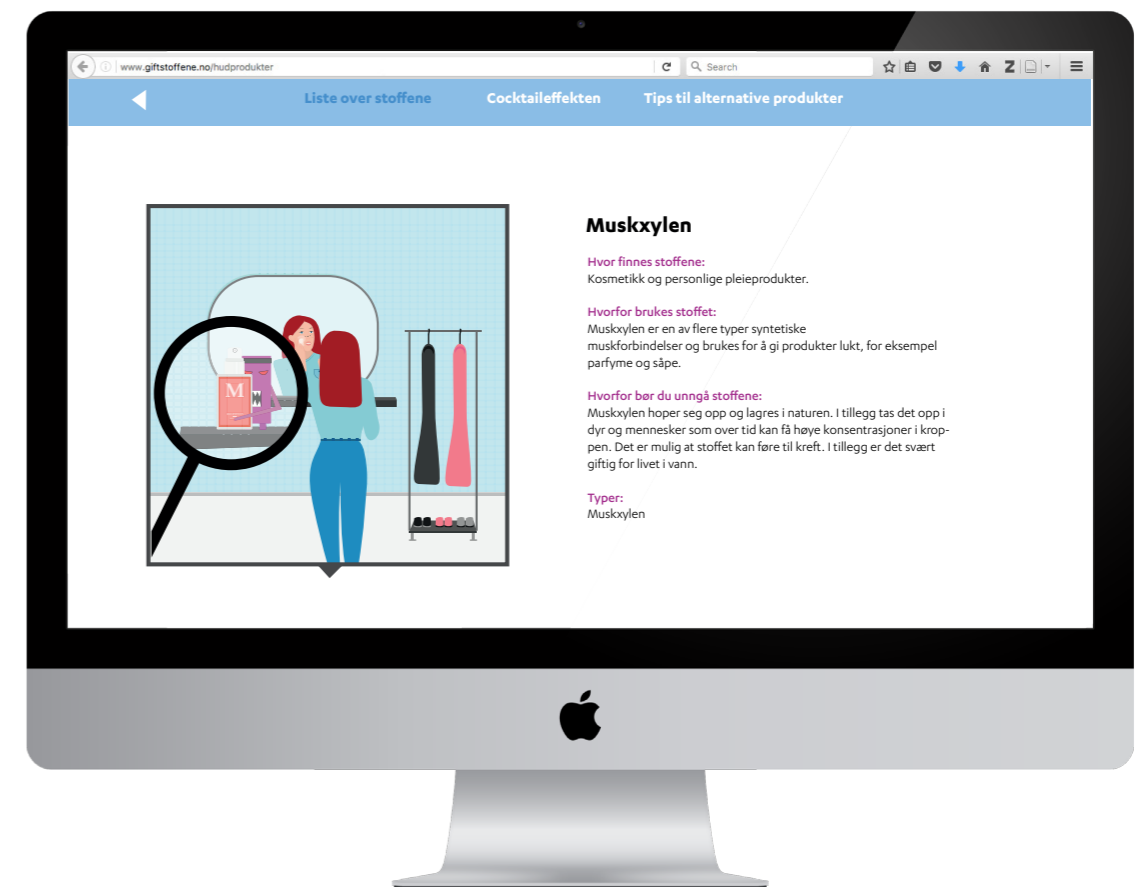 www.giftstoffene.no/hudprodukter
Search
Z
Liste over stoffene
Cocktaileffekten
Tips til alternative produkter
M
Muskxylen
Hvor finnes stoffene:
Kosmetikk og personlige pleieprodukter.
Hvorfor brukes stoffet:
Muskxylen er en av flere typer syntetiske
muskforbindelser og brukes for å gi produkter lukt, for eksempel
parfyme og såpe.
Hvorfor bør du unngå stoffene:
Muskxylen hoper seg opp og lagres i naturen. I tillegg tas det opp i
dyr og mennesker som over tid kan få høye konsentrasjoner i krop-
pen. Det er mulig at stoffet kan føre til kreft. I tillegg er det svært
giftig for livet i vann.
Typer:
Muskxylen